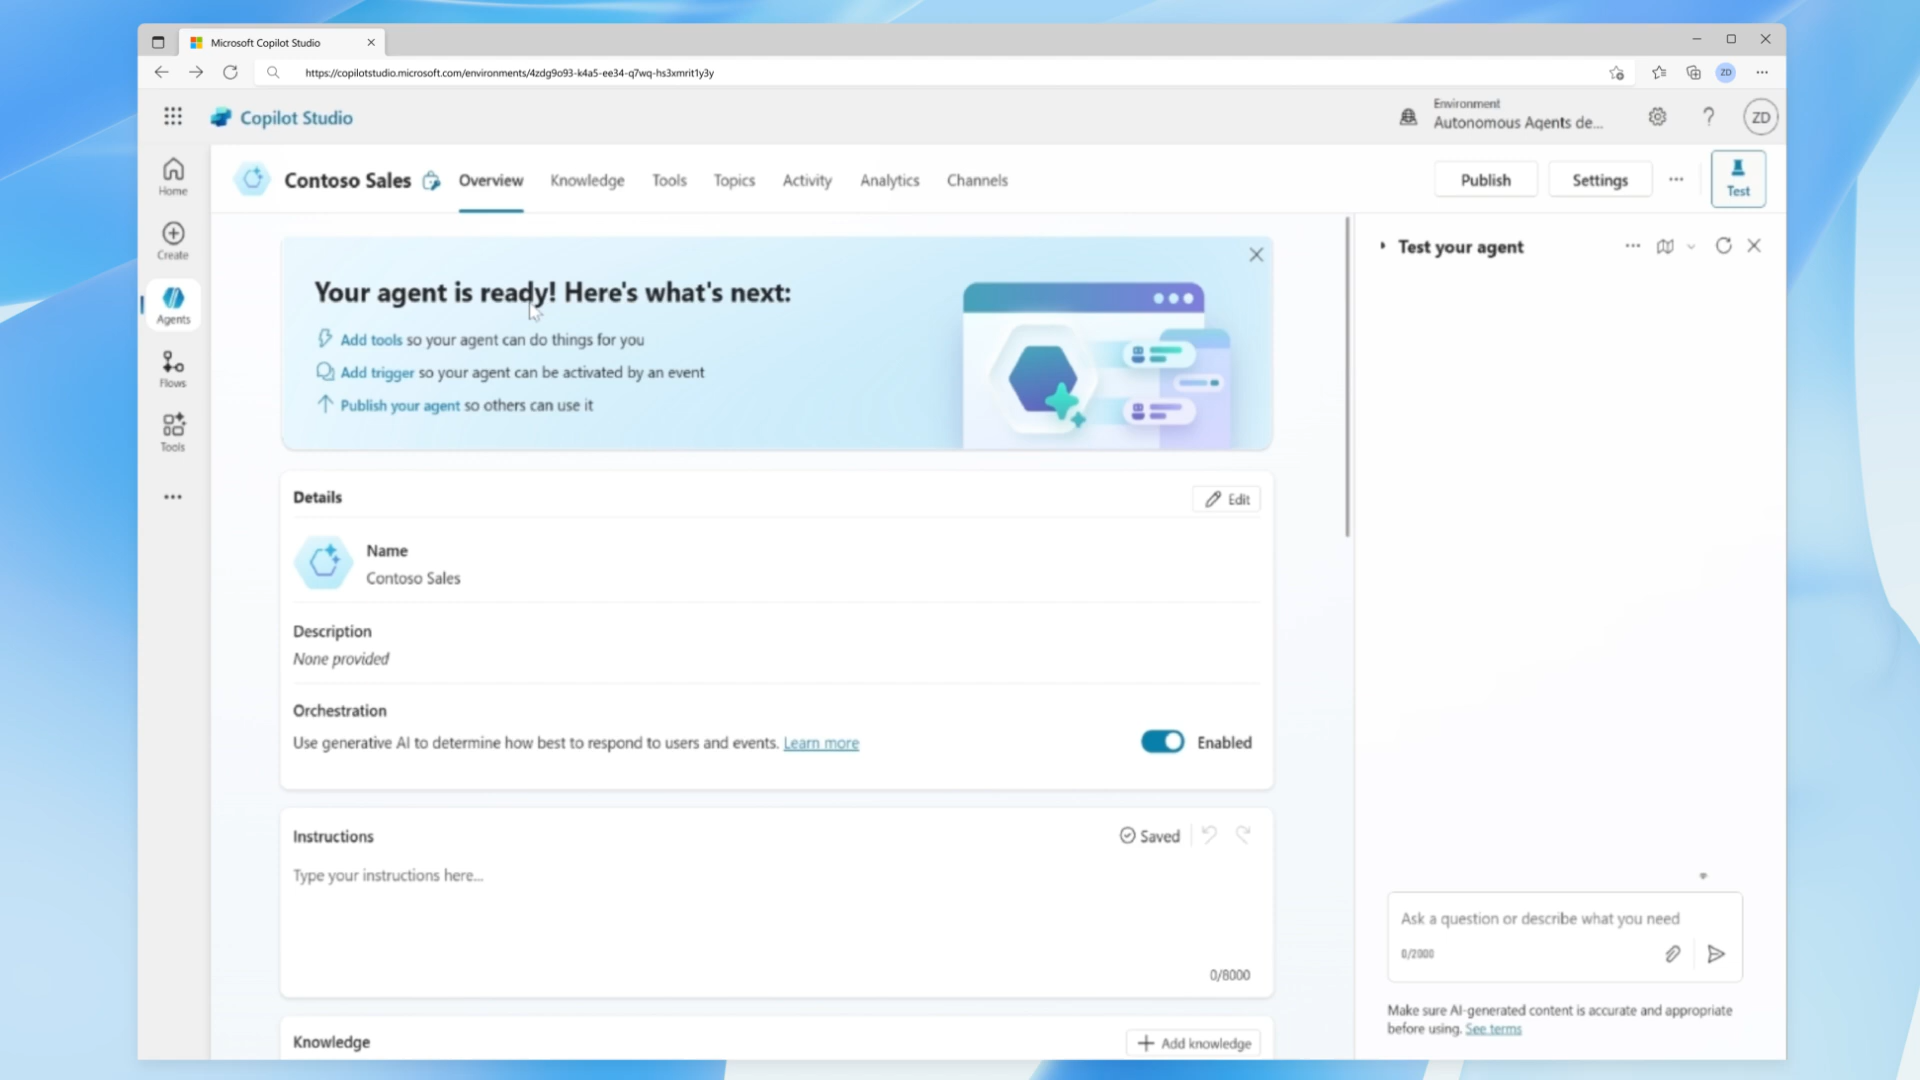 Microsoft Copilot Studio
https://copilotstudio.microsoft.com/environments/4zdg9o93-k4a5-ee34-q7wq-hs3xmrit1y3y
ZD
Copilot Studio
Environment
Autonomous Agents de...
ZD
Home
Create
Agents
Flows
Tools
Contoso Sales
Overview
Knowledge
Tools
Topics
Activity
Analytics
Channels
Publish
Settings
Test
Your agent is ready! Here's what's next:
Add tools so your agent can do things for you
Add trigger so your agent can be activated by an event
Publish your agent so others can use it
Details
Edit
Name
Contoso Sales
Description
None provided
Orchestration
Use generative AI to determine how best to respond to users and events. Learn more
Enabled
Instructions
Saved
Type your instructions here...
0/8000
Knowledge
Add knowledge
Test your agent
Ask a question or describe what you need
0/2000
Make sure AI-generated content is accurate and appropriate
before using. See terms